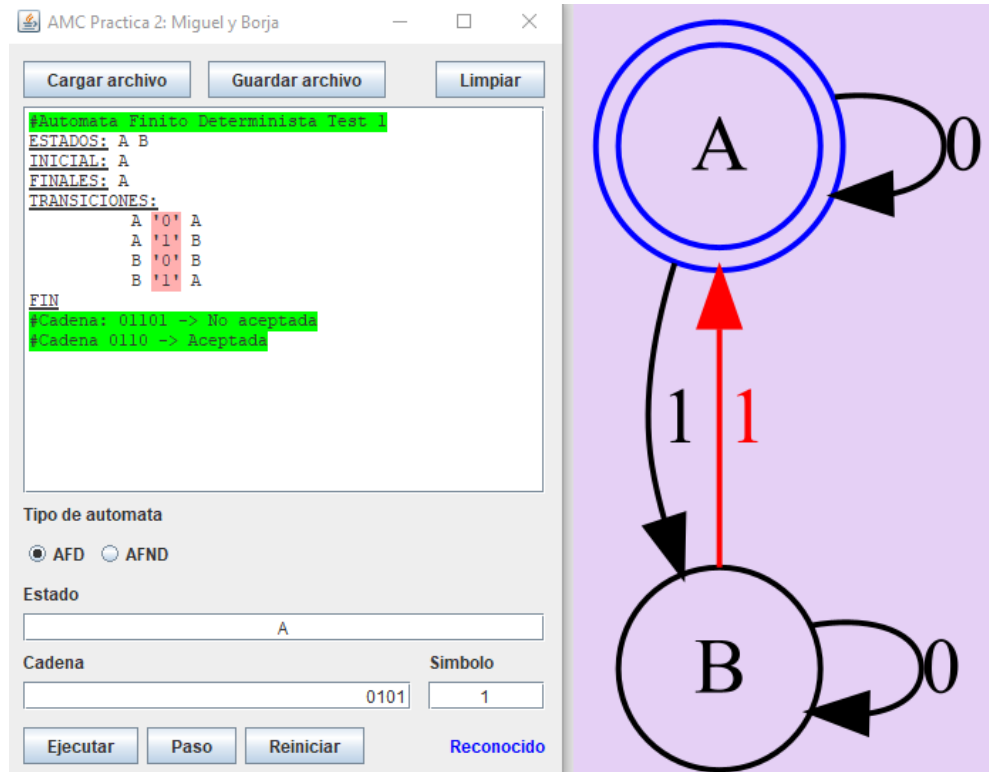 AMC Practica 2: Miguel y Borja
Cargar archivo Guardar archivo Limpiar
#Automata Finito Determinista Test 1
ESTADOS: A B
INICIAL: A
FINALES: A
TRANSICIONES:
A '0' A
A '1' B
B '0' B
B '1' A
FIN
#Cadena: 01101 -> No aceptada
#Cadena 0110 -> Aceptada
Tipo de automata
AFD AFND
Estado
A
Cadena Simbolo
0101 1
Ejecutar Paso Reiniciar Reconocido
A 0
1 1
B 0